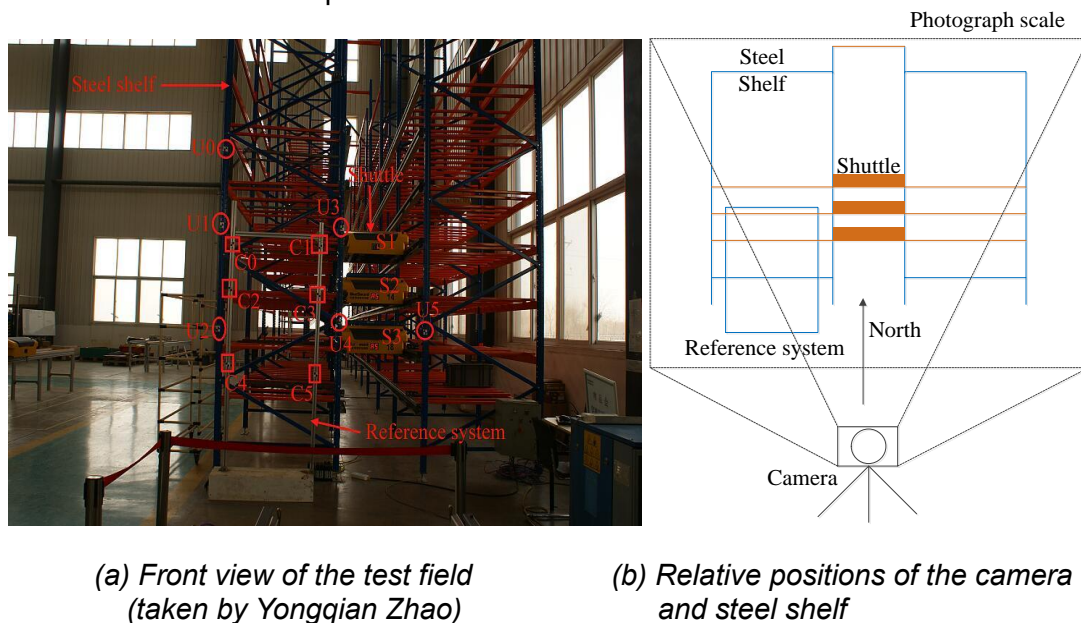 Photograph scale
Steel shelf
U0
U1
U3
Shuttle
C0
C1
S1
C2
C3
S2
U2
U4
U5
S3
C4
C5
Reference system
Steel
Shelf
Shuttle
North
Reference system
Camera
(a) Front view of the test field
(taken by Yongqian Zhao)
(b) Relative positions of the camera
and steel shelf